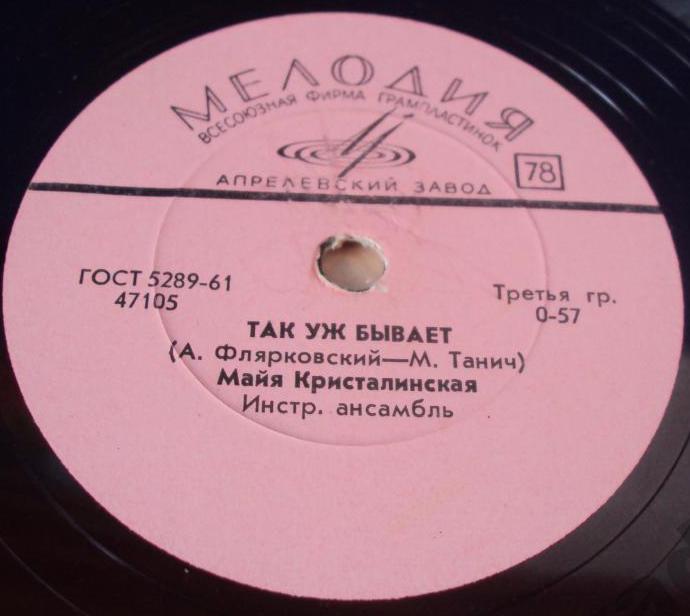 МЕЛОДИЯ
ВСЕСОЮЗНАЯ ФИРМА ГРАМПЛАСТИНОК
АПРЕЛЕВСКИЙ ЗАВОД
78
ГОСТ 5289-61
47105
Третья гр.
0-57
ТАК УЖ БЫВАЕТ
(А. Флярковский—М. Танич)
Майя Кристалинская
Инстр. ансамбль